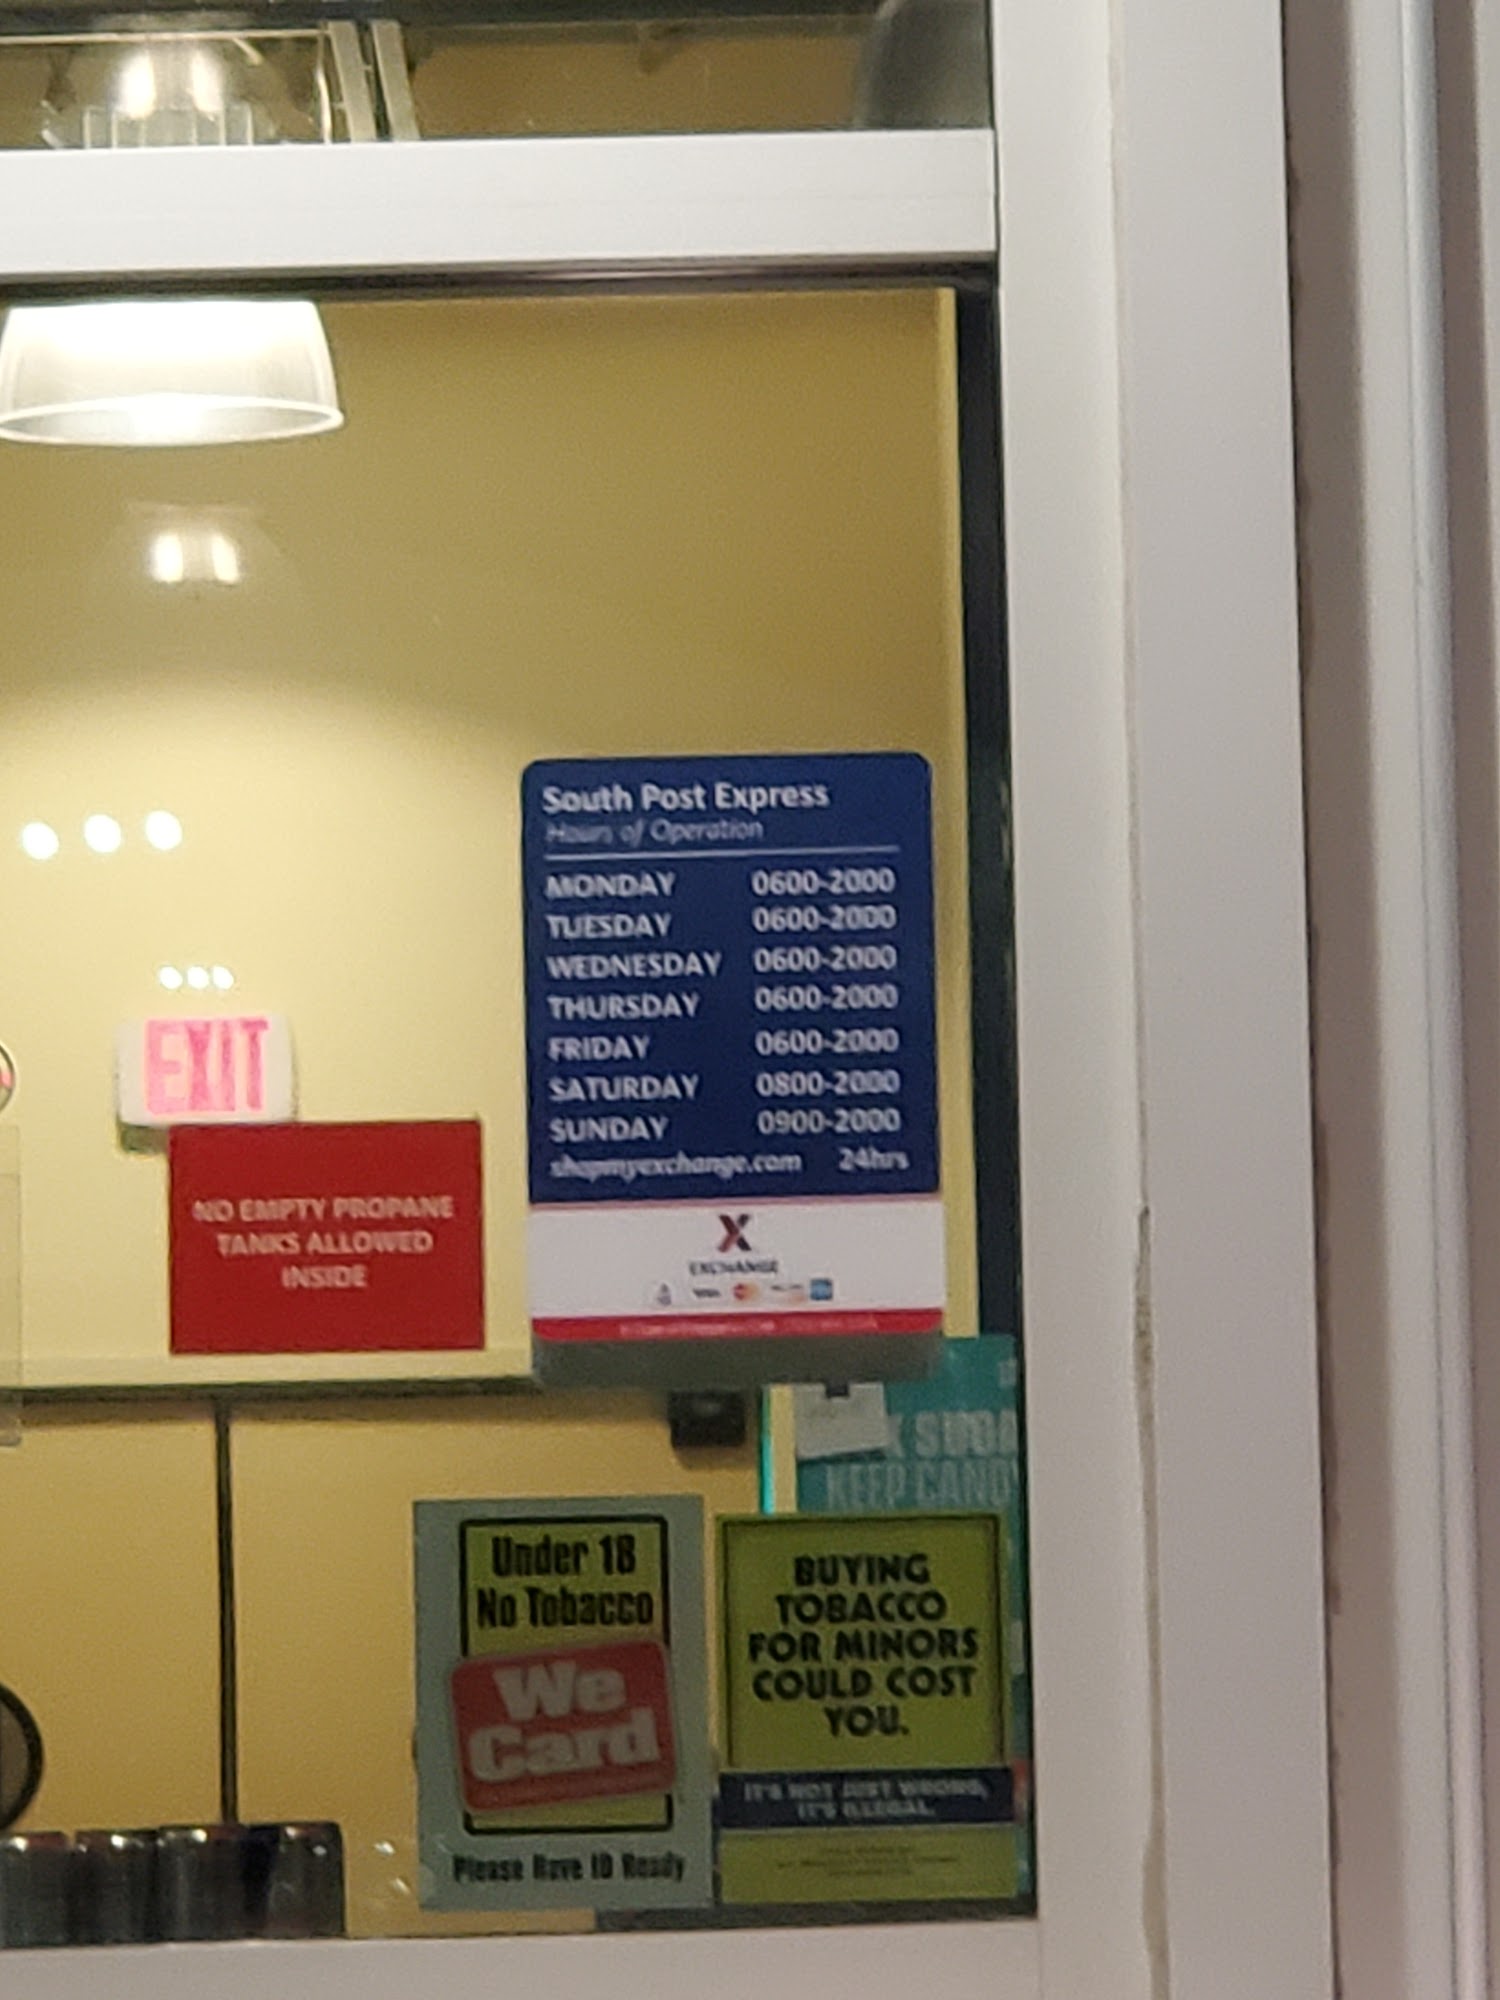 South Post Express
Hours of Operation
MONDAY 0600-2000
TUESDAY 0600-2000
WEDNESDAY 0600-2000
THURSDAY 0600-2000
FRIDAY 0600-2000
SATURDAY 0800-2000
SUNDAY 0900-2000
shopmyexchange.com 24hrs
X
EXCHANGE
VISA
EXIT
NO EMPTY PROPANE
TANKS ALLOWED
INSIDE
KEEP CANDY
Under 18
No Tobacco
We
Card
Please Have ID Ready
BUYING
TOBACCO
FOR MINORS
COULD COST
YOU.
IT'S NOT JUST WRONG,
IT'S ILLEGAL.